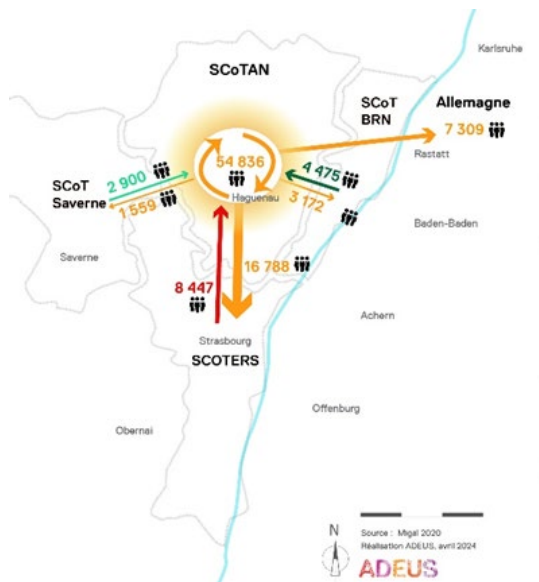 Karlsruhe
SCoTAN
SCoT
BRN
Allemagne
7 309
Rastatt
54 836
4 475
2 900
SCoT
Saverne
1 559
3 172
Haguenau
Baden-Baden
Saverne
16 788
8 447
Achern
Strasbourg
SCOTERS
Offenburg
Obernai
N
Source : Migal 2020
Réalisation ADEUS, avril 2024
ADEUS